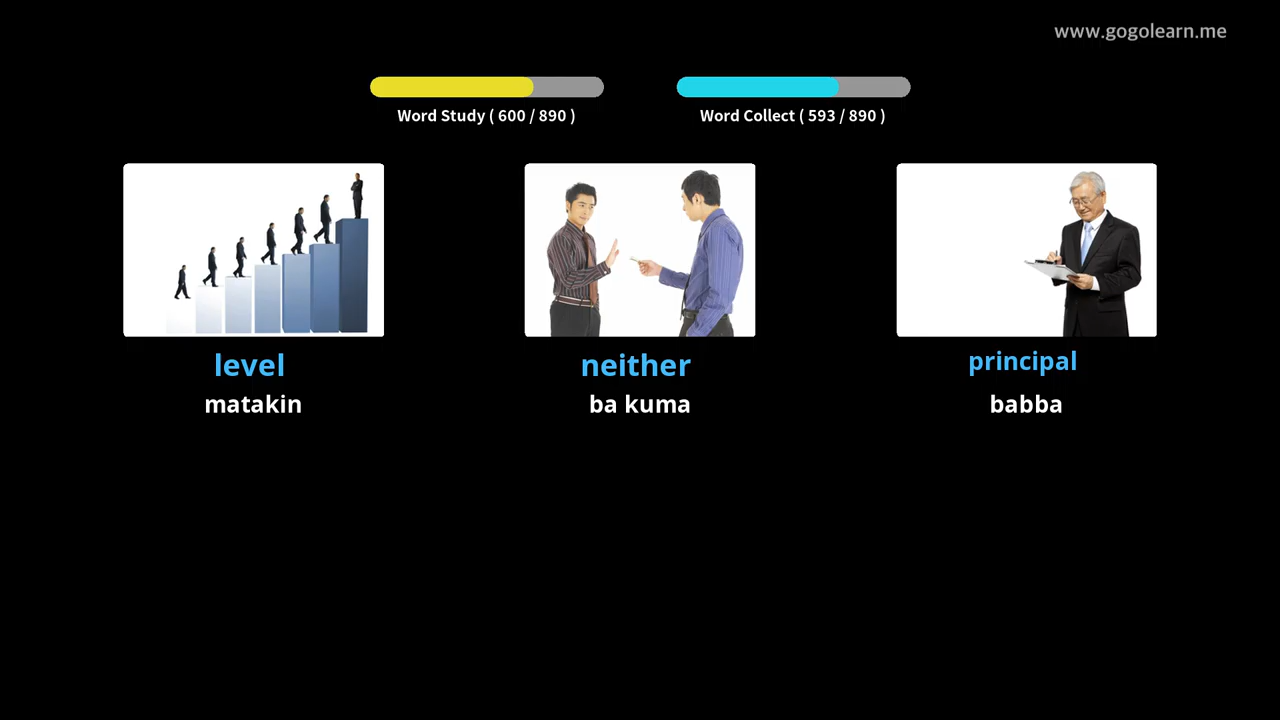 www.gogolearn.me
Word Study ( 600 / 890 )
Word Collect ( 593 / 890 )
level
neither
principal
matakin
ba kuma
babba